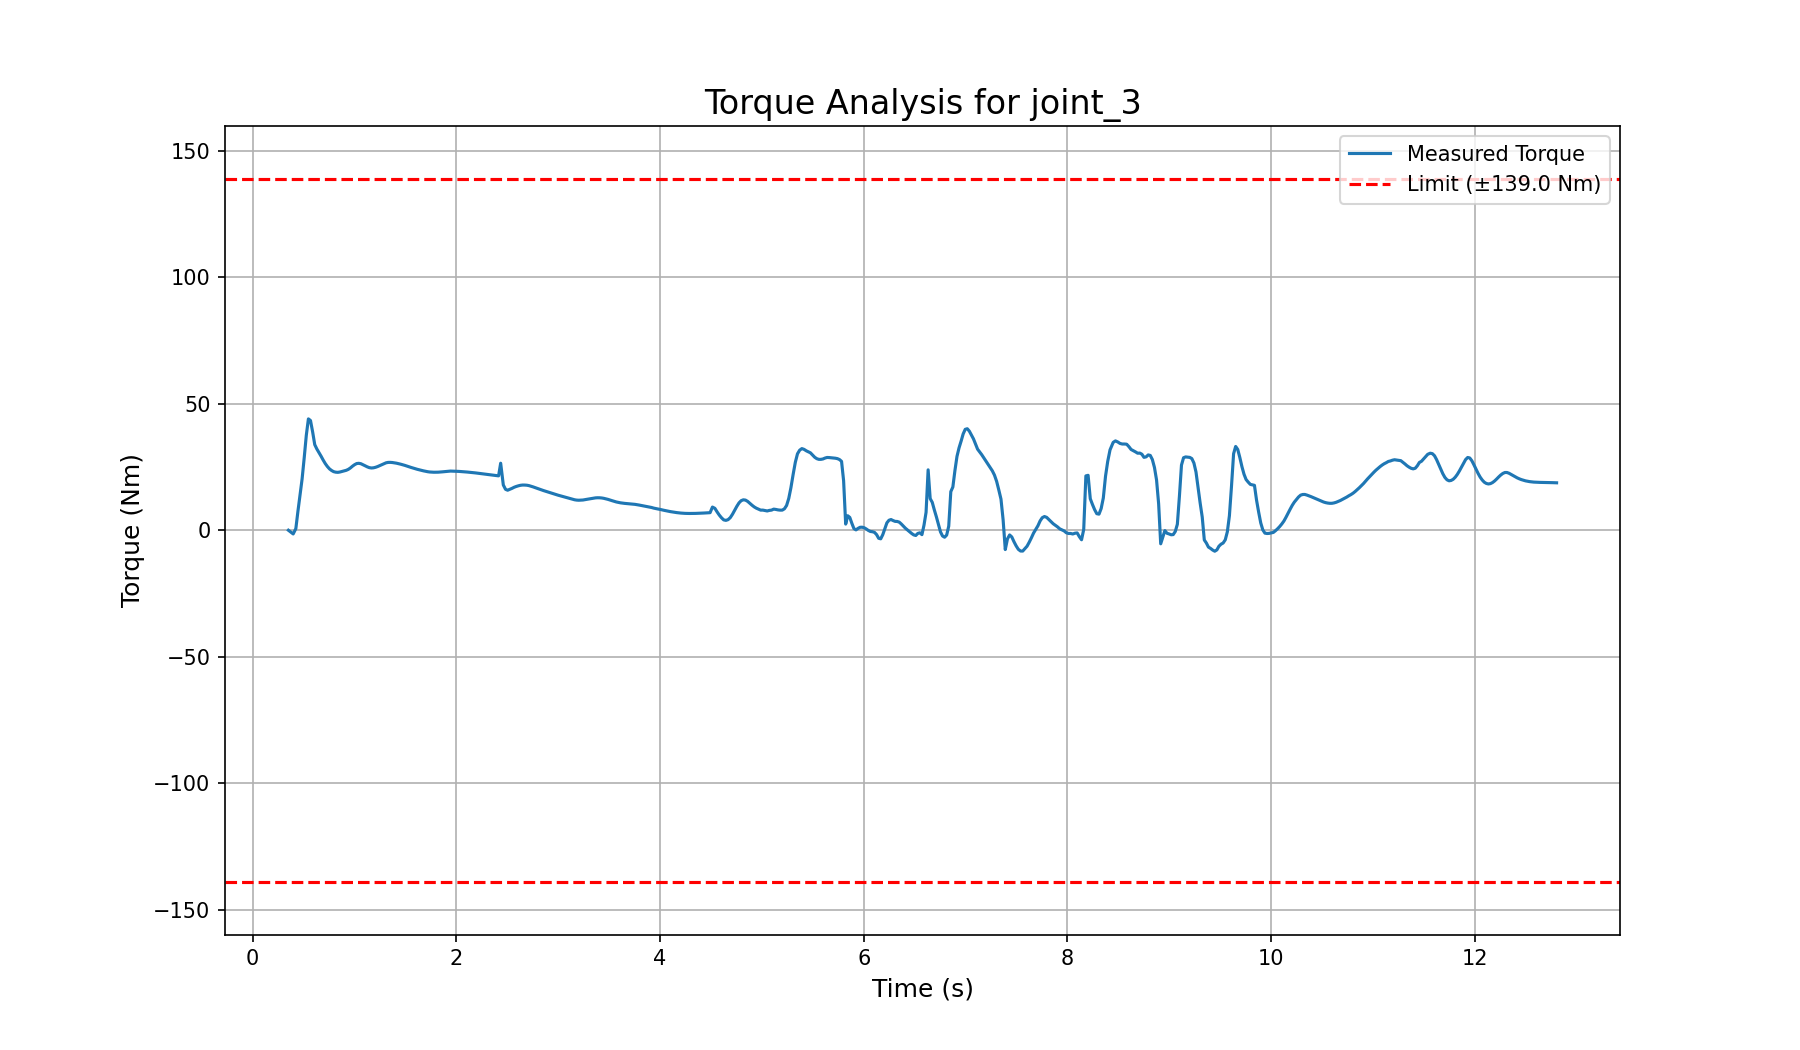 Torque Analysis for joint_3
Measured Torque
Limit (±139.0 Nm)
Torque (Nm)
150
100
50
0
−50
−100
−150
0 2 4 6 8 10 12
Time (s)